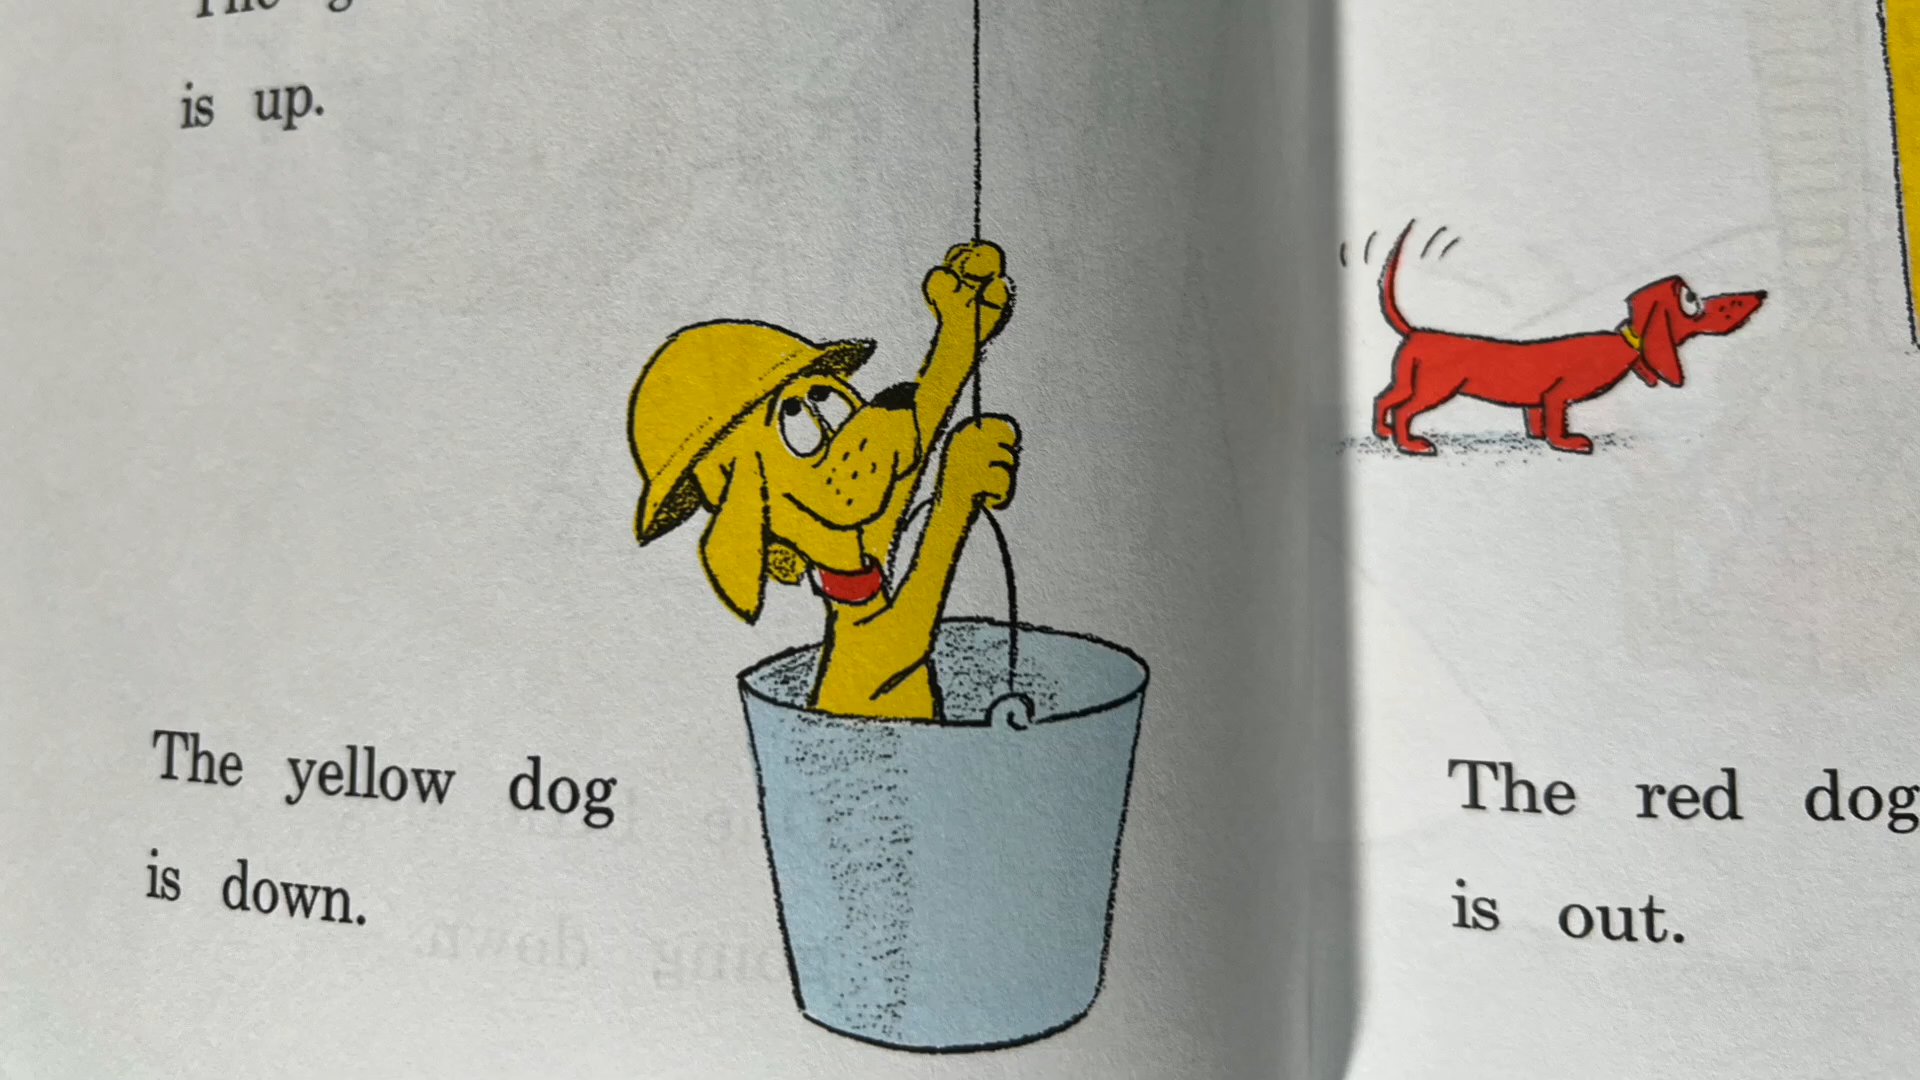 is up.
The yellow dog
is down.
The red dog
is out.